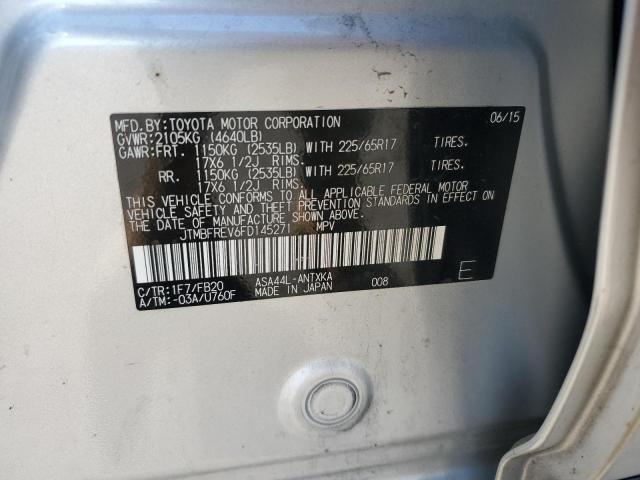 MFD.BY:TOYOTA MOTOR CORPORATION 06/15
GVWR:2105KG (4640LB)
GAWR:FRT. 1150KG (2535LB) WITH 225/65R17 TIRES.
17X6 1/2J RIMS.
RR. 1150KG (2535LB) WITH 225/65R17 TIRES.
17X6 1/2J RIMS.
THIS VEHICLE CONFORMS TO ALL APPLICABLE FEDERAL MOTOR
VEHICLE SAFETY AND THEFT PREVENTION STANDARDS IN EFFECT ON
THE DATE OF MANUFACTURE SHOWN ABOVE.
JTMBFREV6FD145271 MPV
C/TR:1F7/FB20 ASA44L-ANTXKA 008 E
A/TM:-03A/U760F MADE IN JAPAN